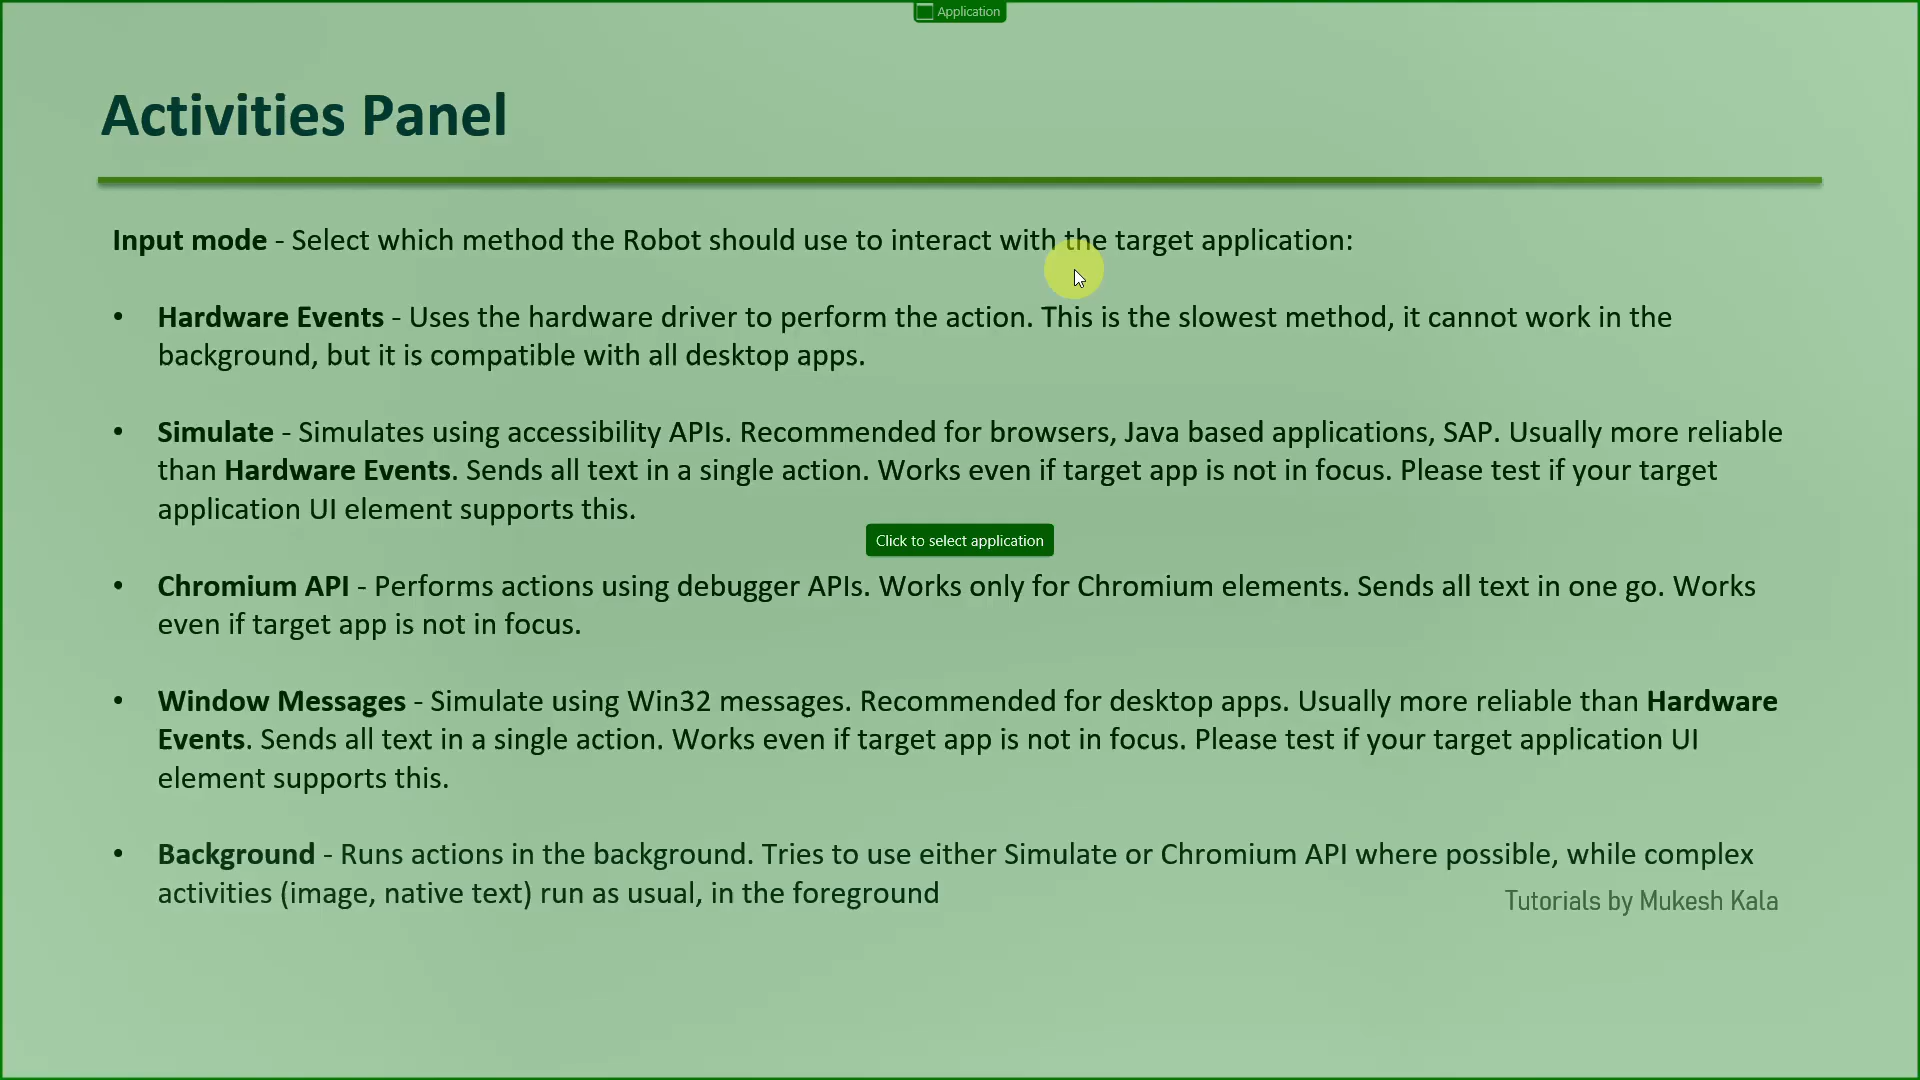 Application
Activities Panel
Input mode - Select which method the Robot should use to interact with the target application:
• Hardware Events - Uses the hardware driver to perform the action. This is the slowest method, it cannot work in the
background, but it is compatible with all desktop apps.
• Simulate - Simulates using accessibility APIs. Recommended for browsers, Java based applications, SAP. Usually more reliable
than Hardware Events. Sends all text in a single action. Works even if target app is not in focus. Please test if your target
application UI element supports this.
Click to select application
• Chromium API - Performs actions using debugger APIs. Works only for Chromium elements. Sends all text in one go. Works
even if target app is not in focus.
• Window Messages - Simulate using Win32 messages. Recommended for desktop apps. Usually more reliable than Hardware
Events. Sends all text in a single action. Works even if target app is not in focus. Please test if your target application UI
element supports this.
• Background - Runs actions in the background. Tries to use either Simulate or Chromium API where possible, while complex
activities (image, native text) run as usual, in the foreground
Tutorials by Mukesh Kala